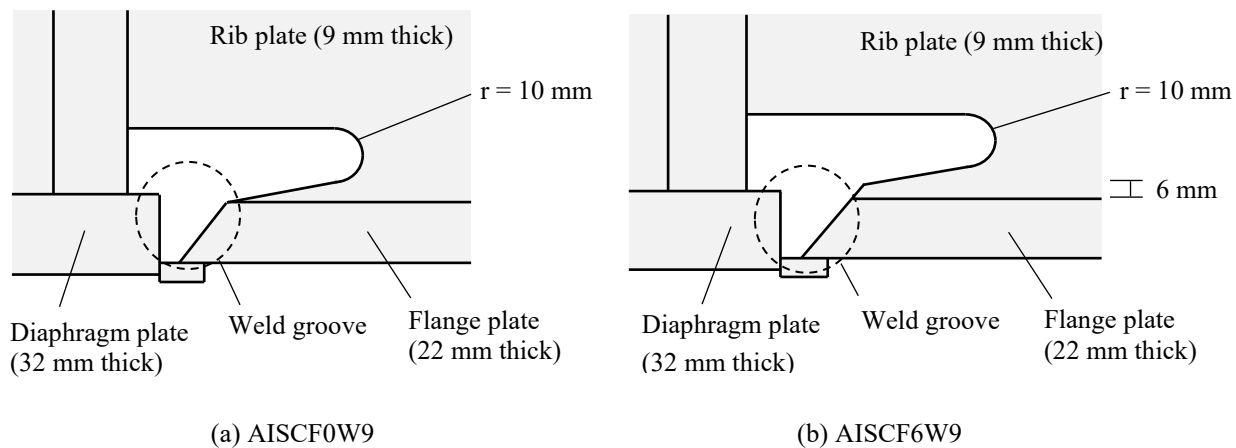 Rib plate (9 mm thick)
r = 10 mm
Diaphragm plate
(32 mm thick)
Weld groove
Flange plate
(22 mm thick)
(a) AISCF0W9
Rib plate (9 mm thick)
r = 10 mm
6 mm
Diaphragm plate
(32 mm thick)
Weld groove
Flange plate
(22 mm thick)
(b) AISCF6W9